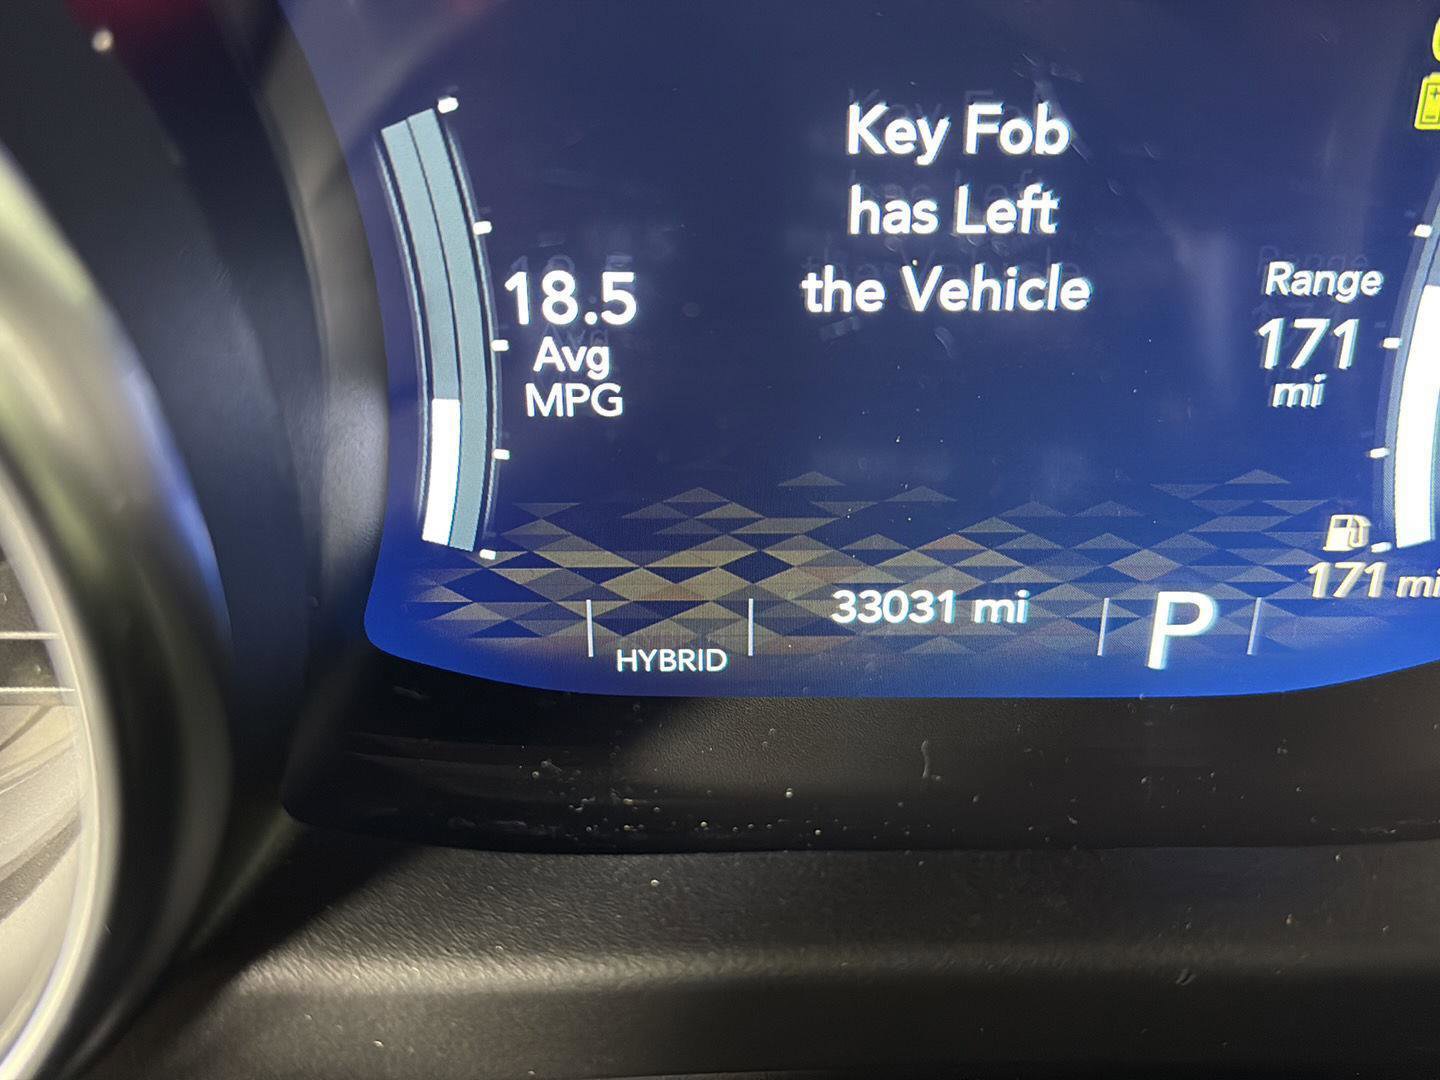 Key Fob
has Left
the Vehicle
18.5
Avg
MPG
Range
171
mi
171 mi
33031 mi
P
HYBRID